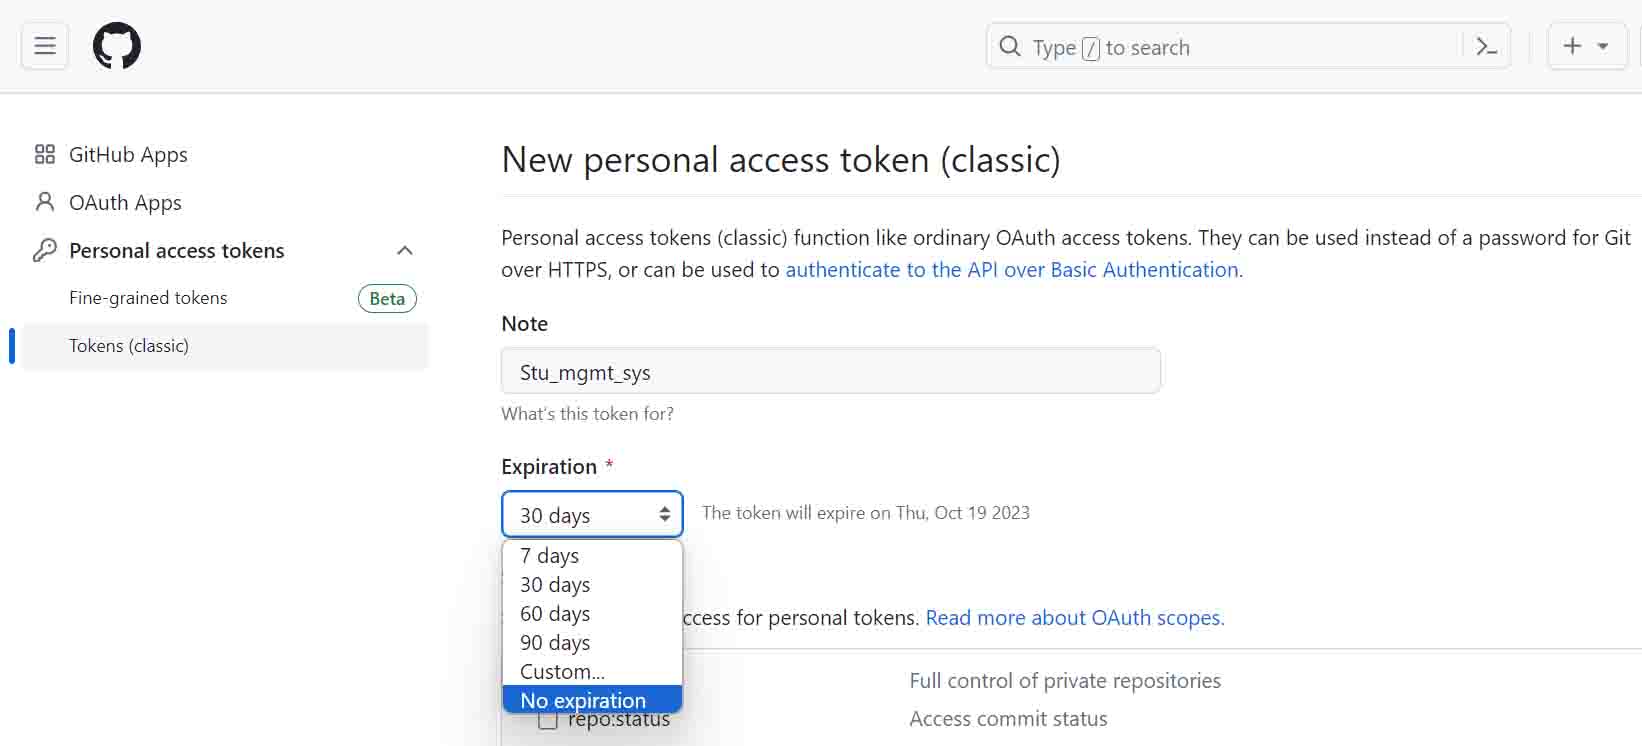 Type / to search
GitHub Apps
OAuth Apps
Personal access tokens
Fine-grained tokens Beta
Tokens (classic)
New personal access token (classic)
Personal access tokens (classic) function like ordinary OAuth access tokens. They can be used instead of a password for Git
over HTTPS, or can be used to authenticate to the API over Basic Authentication.
Note
Stu_mgmt_sys
What's this token for?
Expiration *
30 days The token will expire on Thu, Oct 19 2023
7 days
30 days
60 days
90 days
Custom...
No expiration
ccess for personal tokens. Read more about OAuth scopes.
Full control of private repositories
repo:status Access commit status